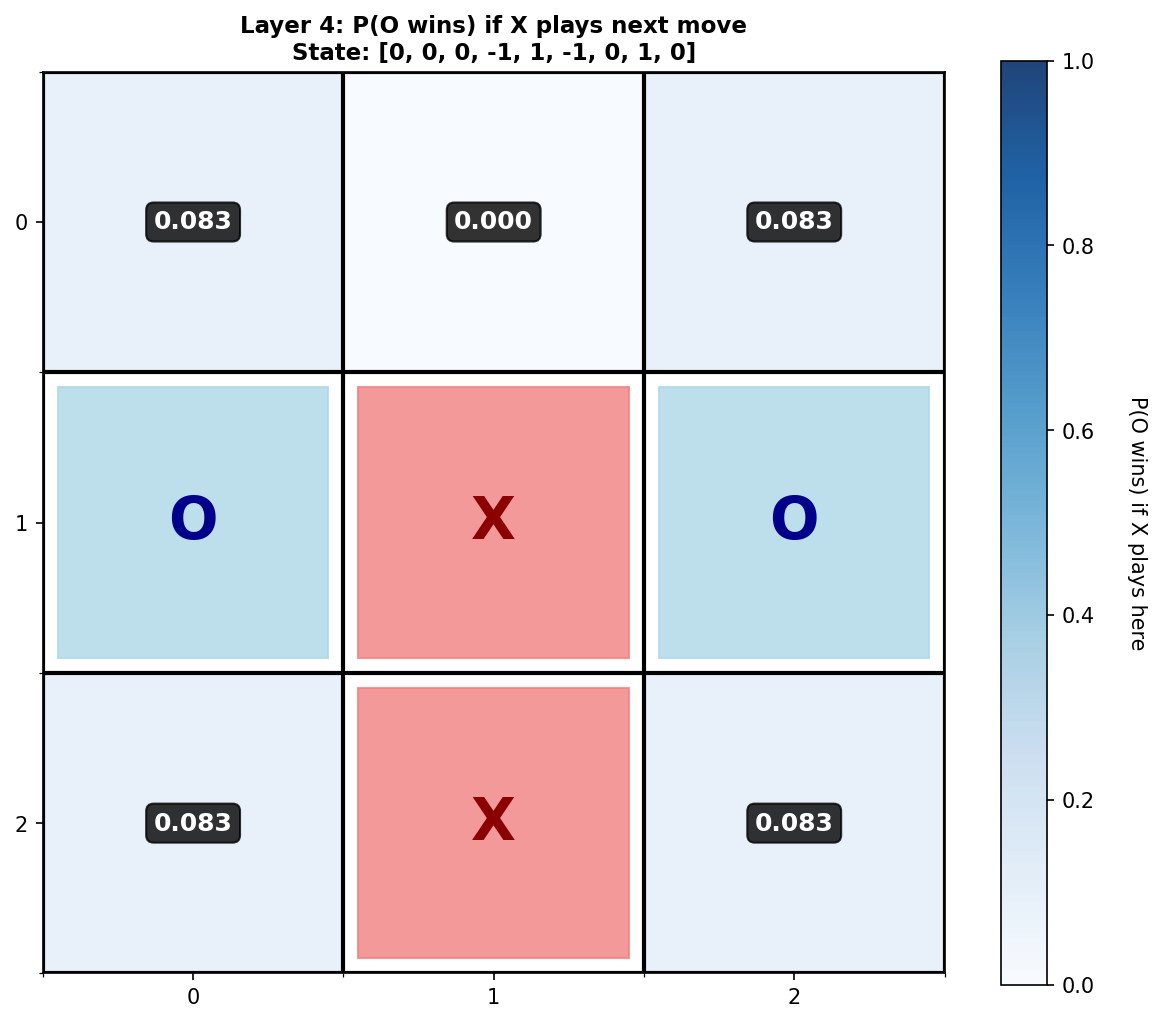 Layer 4: P(O wins) if X plays next move
State: [0, 0, 0, -1, 1, -1, 0, 1, 0]
0.083
0.000
0.083
O
X
O
0.083
X
0.083
0
1
2
0
1
2
1.0
0.8
0.6
0.4
0.2
0.0
P(O wins) if X plays here